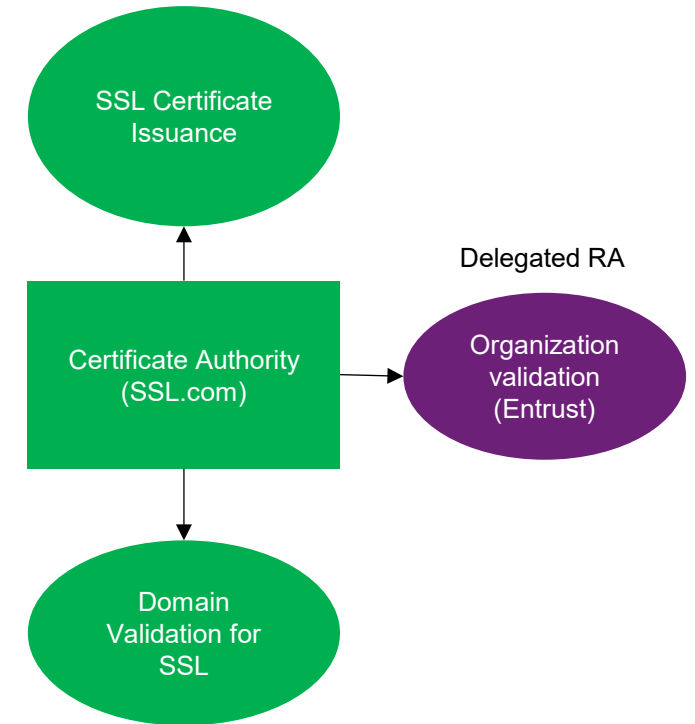 SSL Certificate
Issuance
Delegated RA
Certificate Authority
(SSL.com)
Organization
validation
(Entrust)
Domain
Validation for
SSL